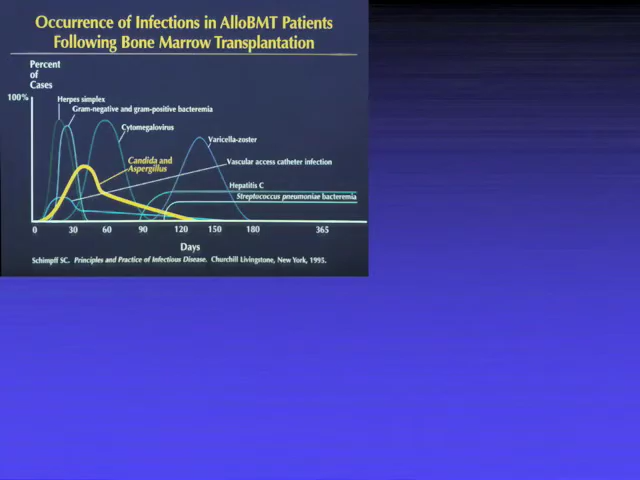 Occurrence of Infections in AlloBMT Patients
Following Bone Marrow Transplantation
Percent
of
Cases
100%
Herpes simplex
Gram-negative and gram-positive bacteremia
Cytomegalovirus
Varicella-zoster
Candida and
Aspergillus
Vascular access catheter infection
Hepatitis C
Streptococcus pneumoniae bacteremia
0 30 60 90 120 150 180 365
Days
Schimpff SC. Principles and Practice of Infectious Disease. Churchill Livingstone, New York, 1995.